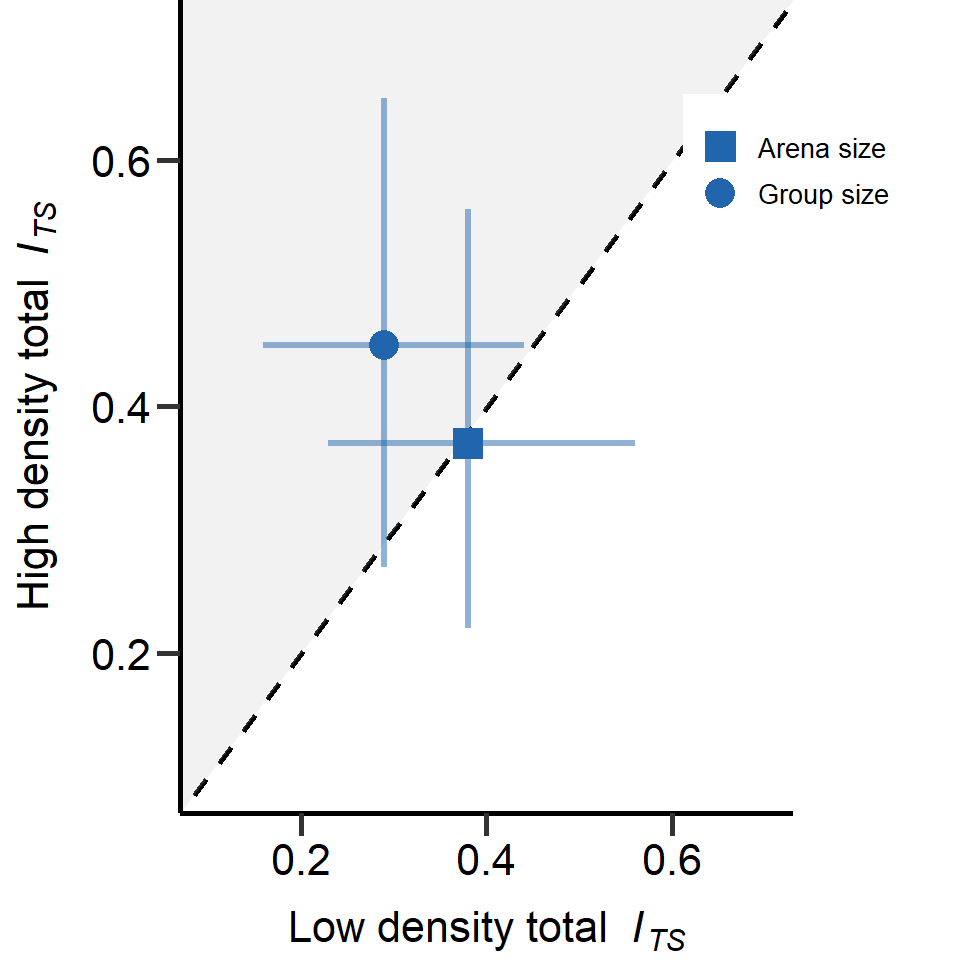 High density total I_TS
0.6
0.4
0.2
Arena size
Group size
0.2 0.4 0.6
Low density total I_TS